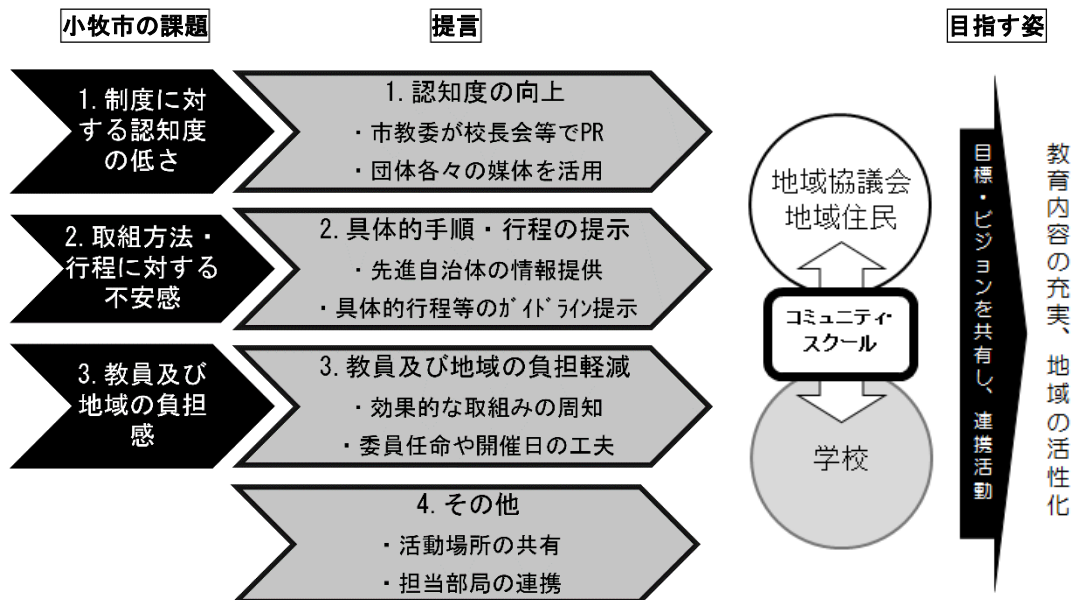 小牧市の課題
提言
目指す姿
1. 制度に対
する認知度
の低さ
1. 認知度の向上
・市教委が校長会等でPR
・団体各々の媒体を活用
2. 取組方法・
行程に対する
不安感
2. 具体的手順・行程の提示
・先進自治体の情報提供
・具体的行程等のｶﾞｲﾄﾞﾗｲﾝ提示
3. 教員及び
地域の負担
感
3. 教員及び地域の負担軽減
・効果的な取組みの周知
・委員任命や開催日の工夫
4. その他
・活動場所の共有
・担当部局の連携
地域協議会
地域住民
コミュニティ・
スクール
学校
目標・ビジョンを共有し、連携活動
教育内容の充実、地域の活性化